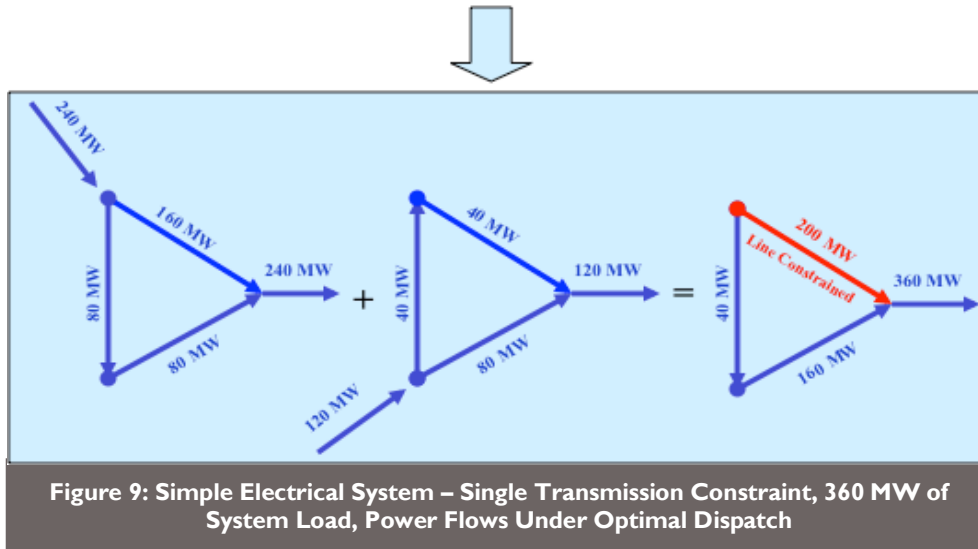 240 MW
160 MW
80 MW
80 MW
240 MW
+
40 MW
40 MW
80 MW
120 MW
120 MW
=
200 MW
Line Constrained
40 MW
160 MW
360 MW
Figure 9: Simple Electrical System – Single Transmission Constraint, 360 MW of
System Load, Power Flows Under Optimal Dispatch